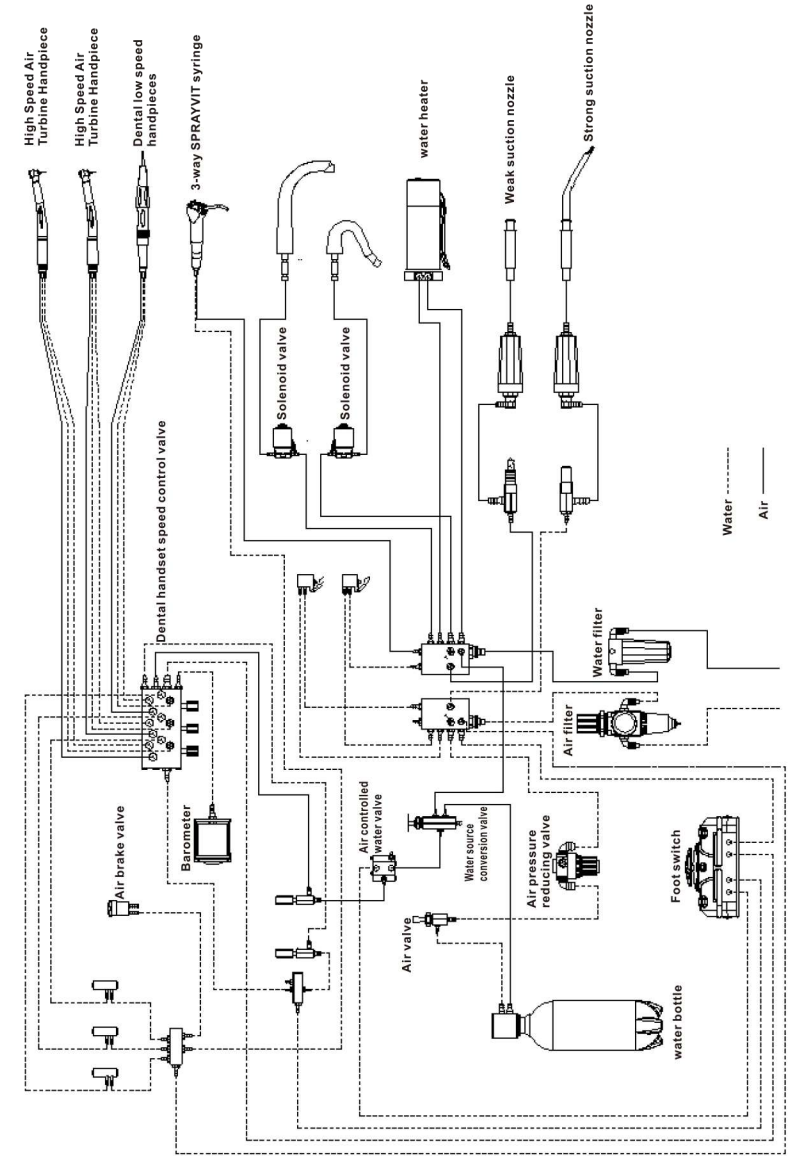 High Speed Air
Turbine Handpiece
High Speed Air
Turbine Handpiece
Dental low speed
handpieces
3-way SPRAYVIT syringe
water heater
Weak suction nozzle
Strong suction nozzle
Solenoid valve
Solenoid valve
Dental handset speed control valve
Water
Air
Water filter
Air filter
Barometer
Air brake valve
Air controlled
water valve
Water source
conversion valve
Air pressure
reducing valve
Foot switch
Air valve
water bottle